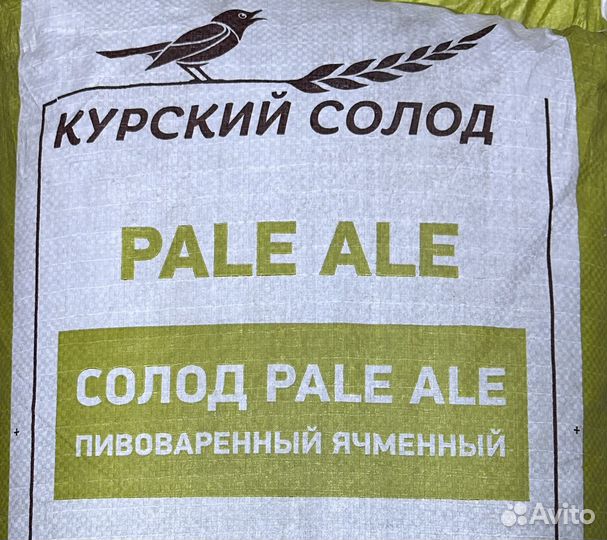 КУРСКИЙ СОЛОД
PALE ALE
СОЛОД PALE ALE
ПИВОВАРЕННЫЙ ЯЧМЕННЫЙ
Avito